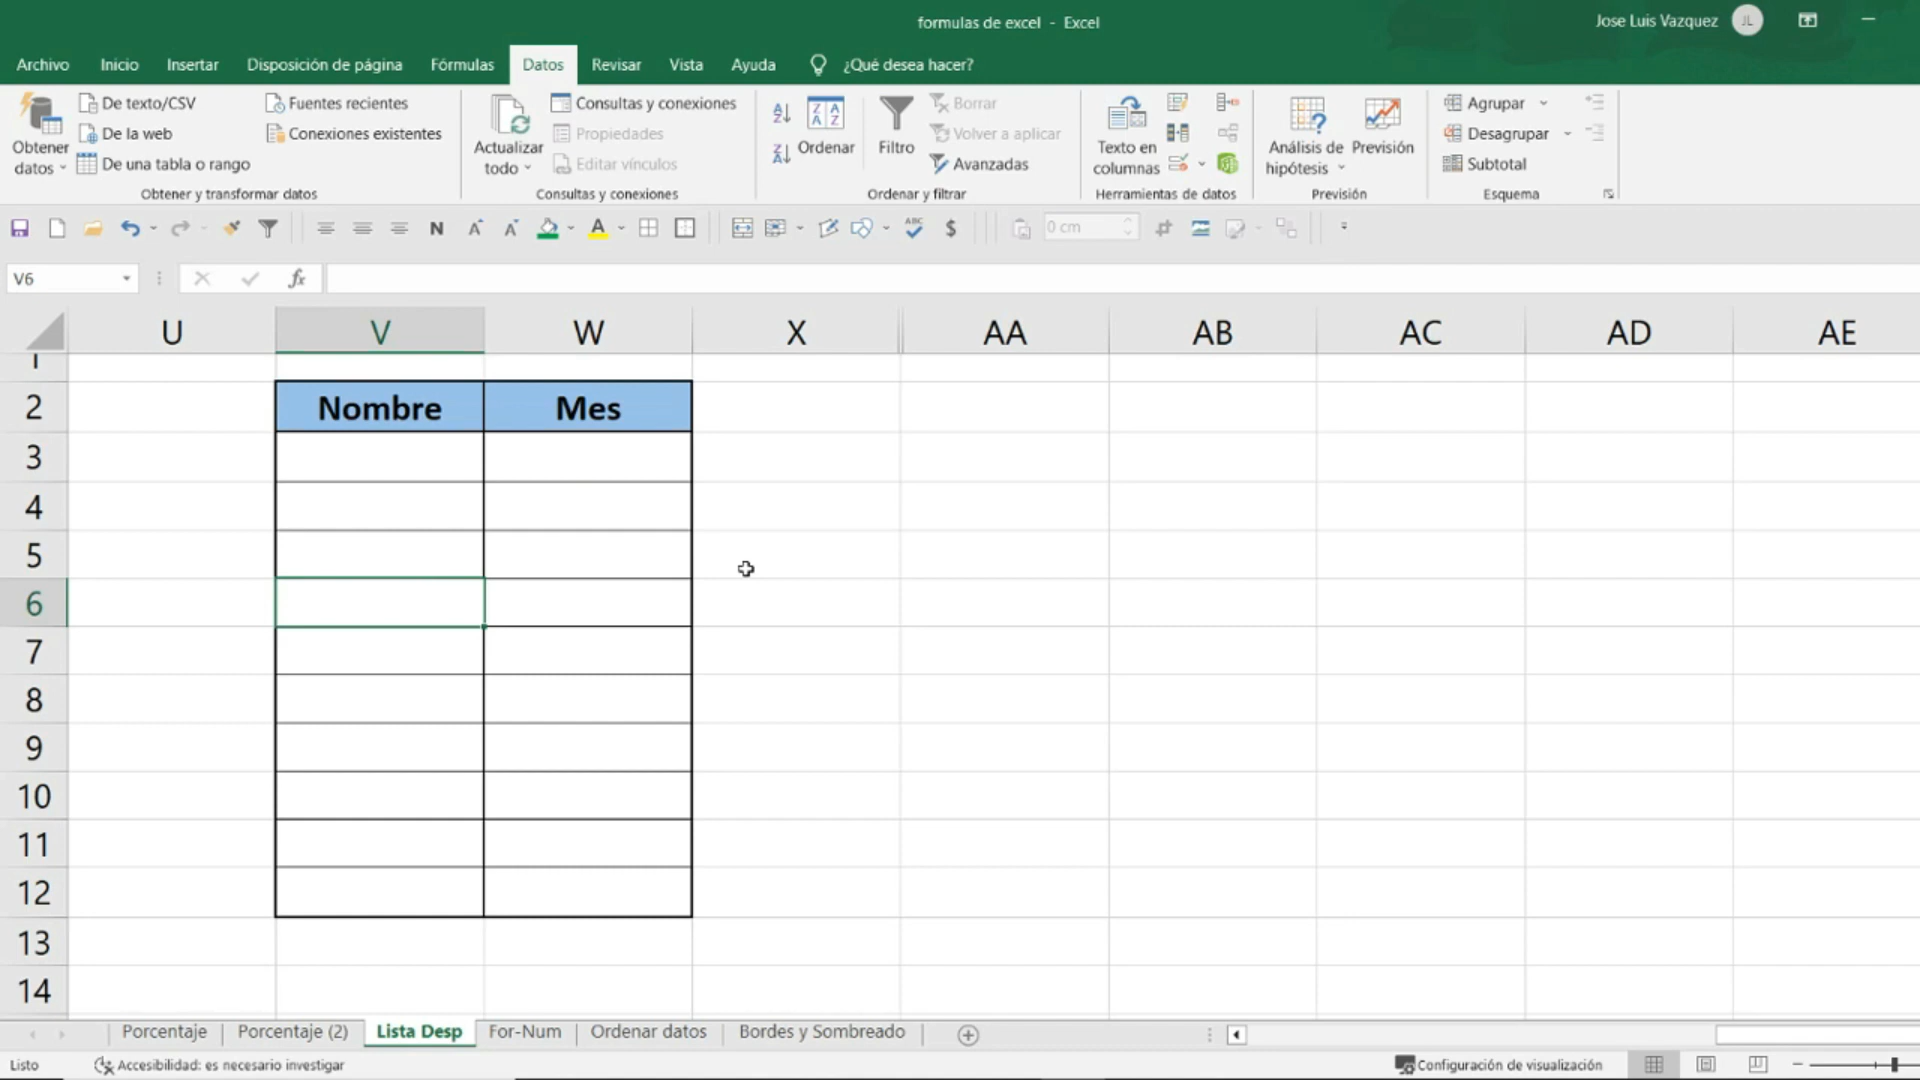 formulas de excel - Excel
Jose Luis Vazquez JL
Archivo Inicio Insertar Disposición de página Fórmulas Datos Revisar Vista Ayuda ¿Qué desea hacer?
De texto/CSV Fuentes recientes Consultas y conexiones Borrar Agrupar
Obtener datos De la web Conexiones existentes Actualizar todo Propiedades Ordenar Filtro Volver a aplicar Texto en columnas Análisis de hipótesis Previsión Desagrupar
De una tabla o rango Editar vínculos Avanzadas Subtotal
Obtener y transformar datos Consultas y conexiones Ordenar y filtrar Herramientas de datos Previsión Esquema
N A A A ABC $ 0 cm
V6 fx
U V W X AA AB AC AD AE
1
2 Nombre Mes
3
4
5
6
7
8
9
10
11
12
13
14
Porcentaje Porcentaje (2) Lista Desp For-Num Ordenar datos Bordes y Sombreado
Listo Accesibilidad: es necesario investigar Configuración de visualización